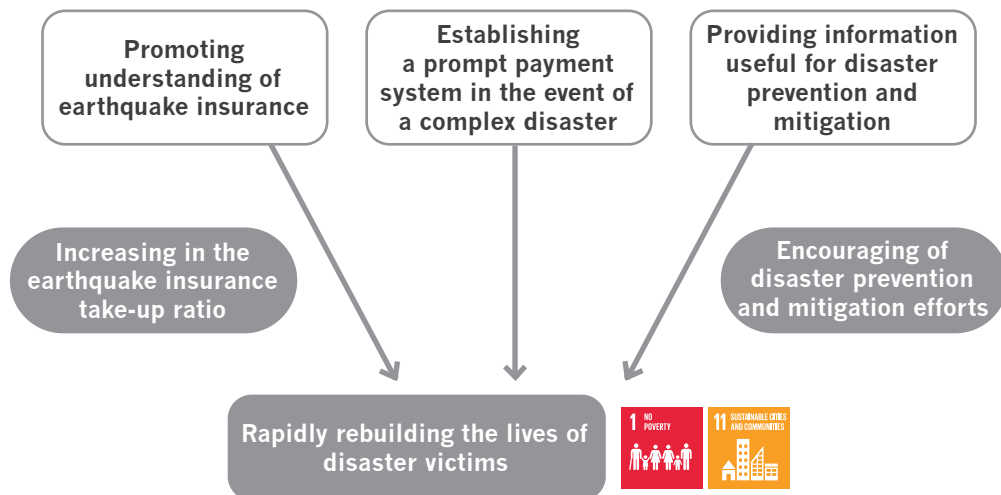 Promoting
understanding of
earthquake insurance
Establishing
a prompt payment
system in the event of
a complex disaster
Providing information
useful for disaster
prevention and
mitigation
Increasing in the
earthquake insurance
take-up ratio
Encouraging of
disaster prevention
and mitigation efforts
Rapidly rebuilding the lives of
disaster victims
1 NO
POVERTY
11 SUSTAINABLE CITIES
AND COMMUNITIES